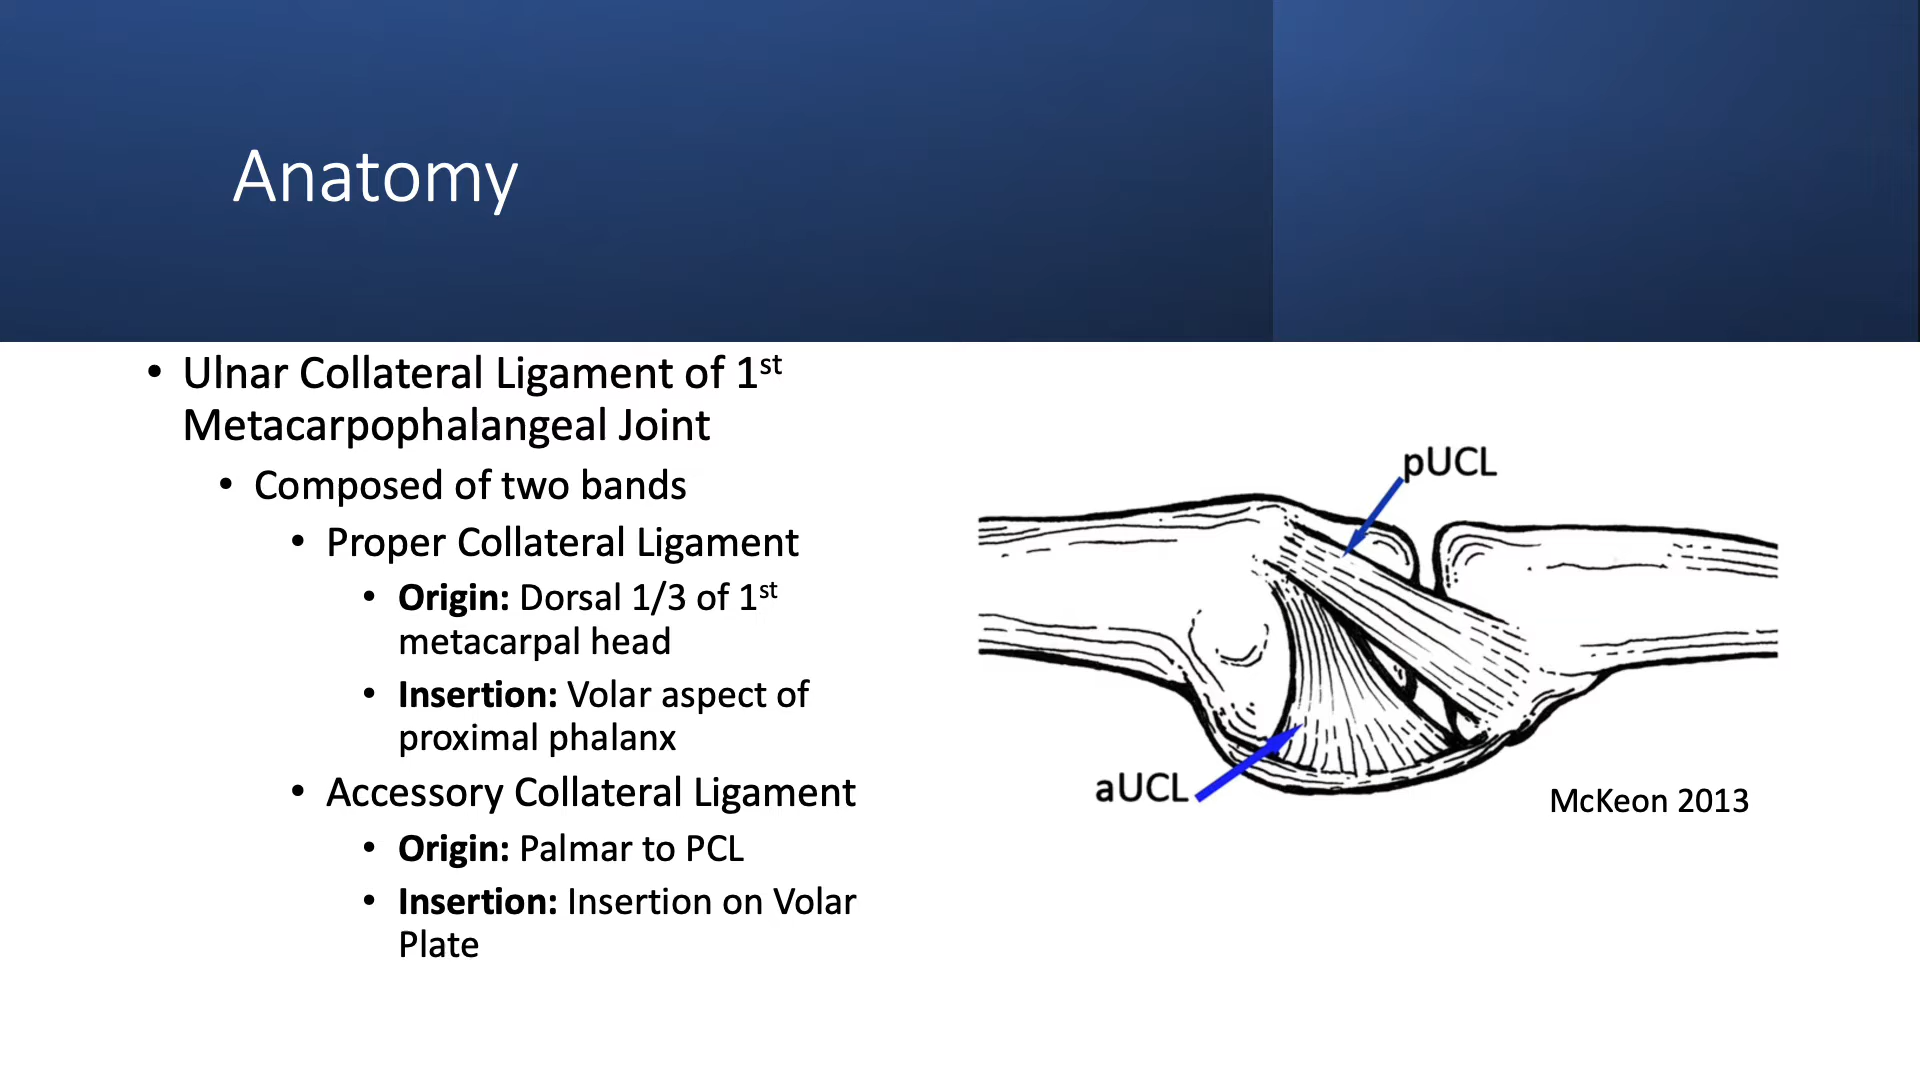 Anatomy
• Ulnar Collateral Ligament of 1st
Metacarpophalangeal Joint
• Composed of two bands
• Proper Collateral Ligament
• Origin: Dorsal 1/3 of 1st
metacarpal head
• Insertion: Volar aspect of
proximal phalanx
• Accessory Collateral Ligament
• Origin: Palmar to PCL
• Insertion: Insertion on Volar
Plate
pUCL
aUCL
McKeon 2013